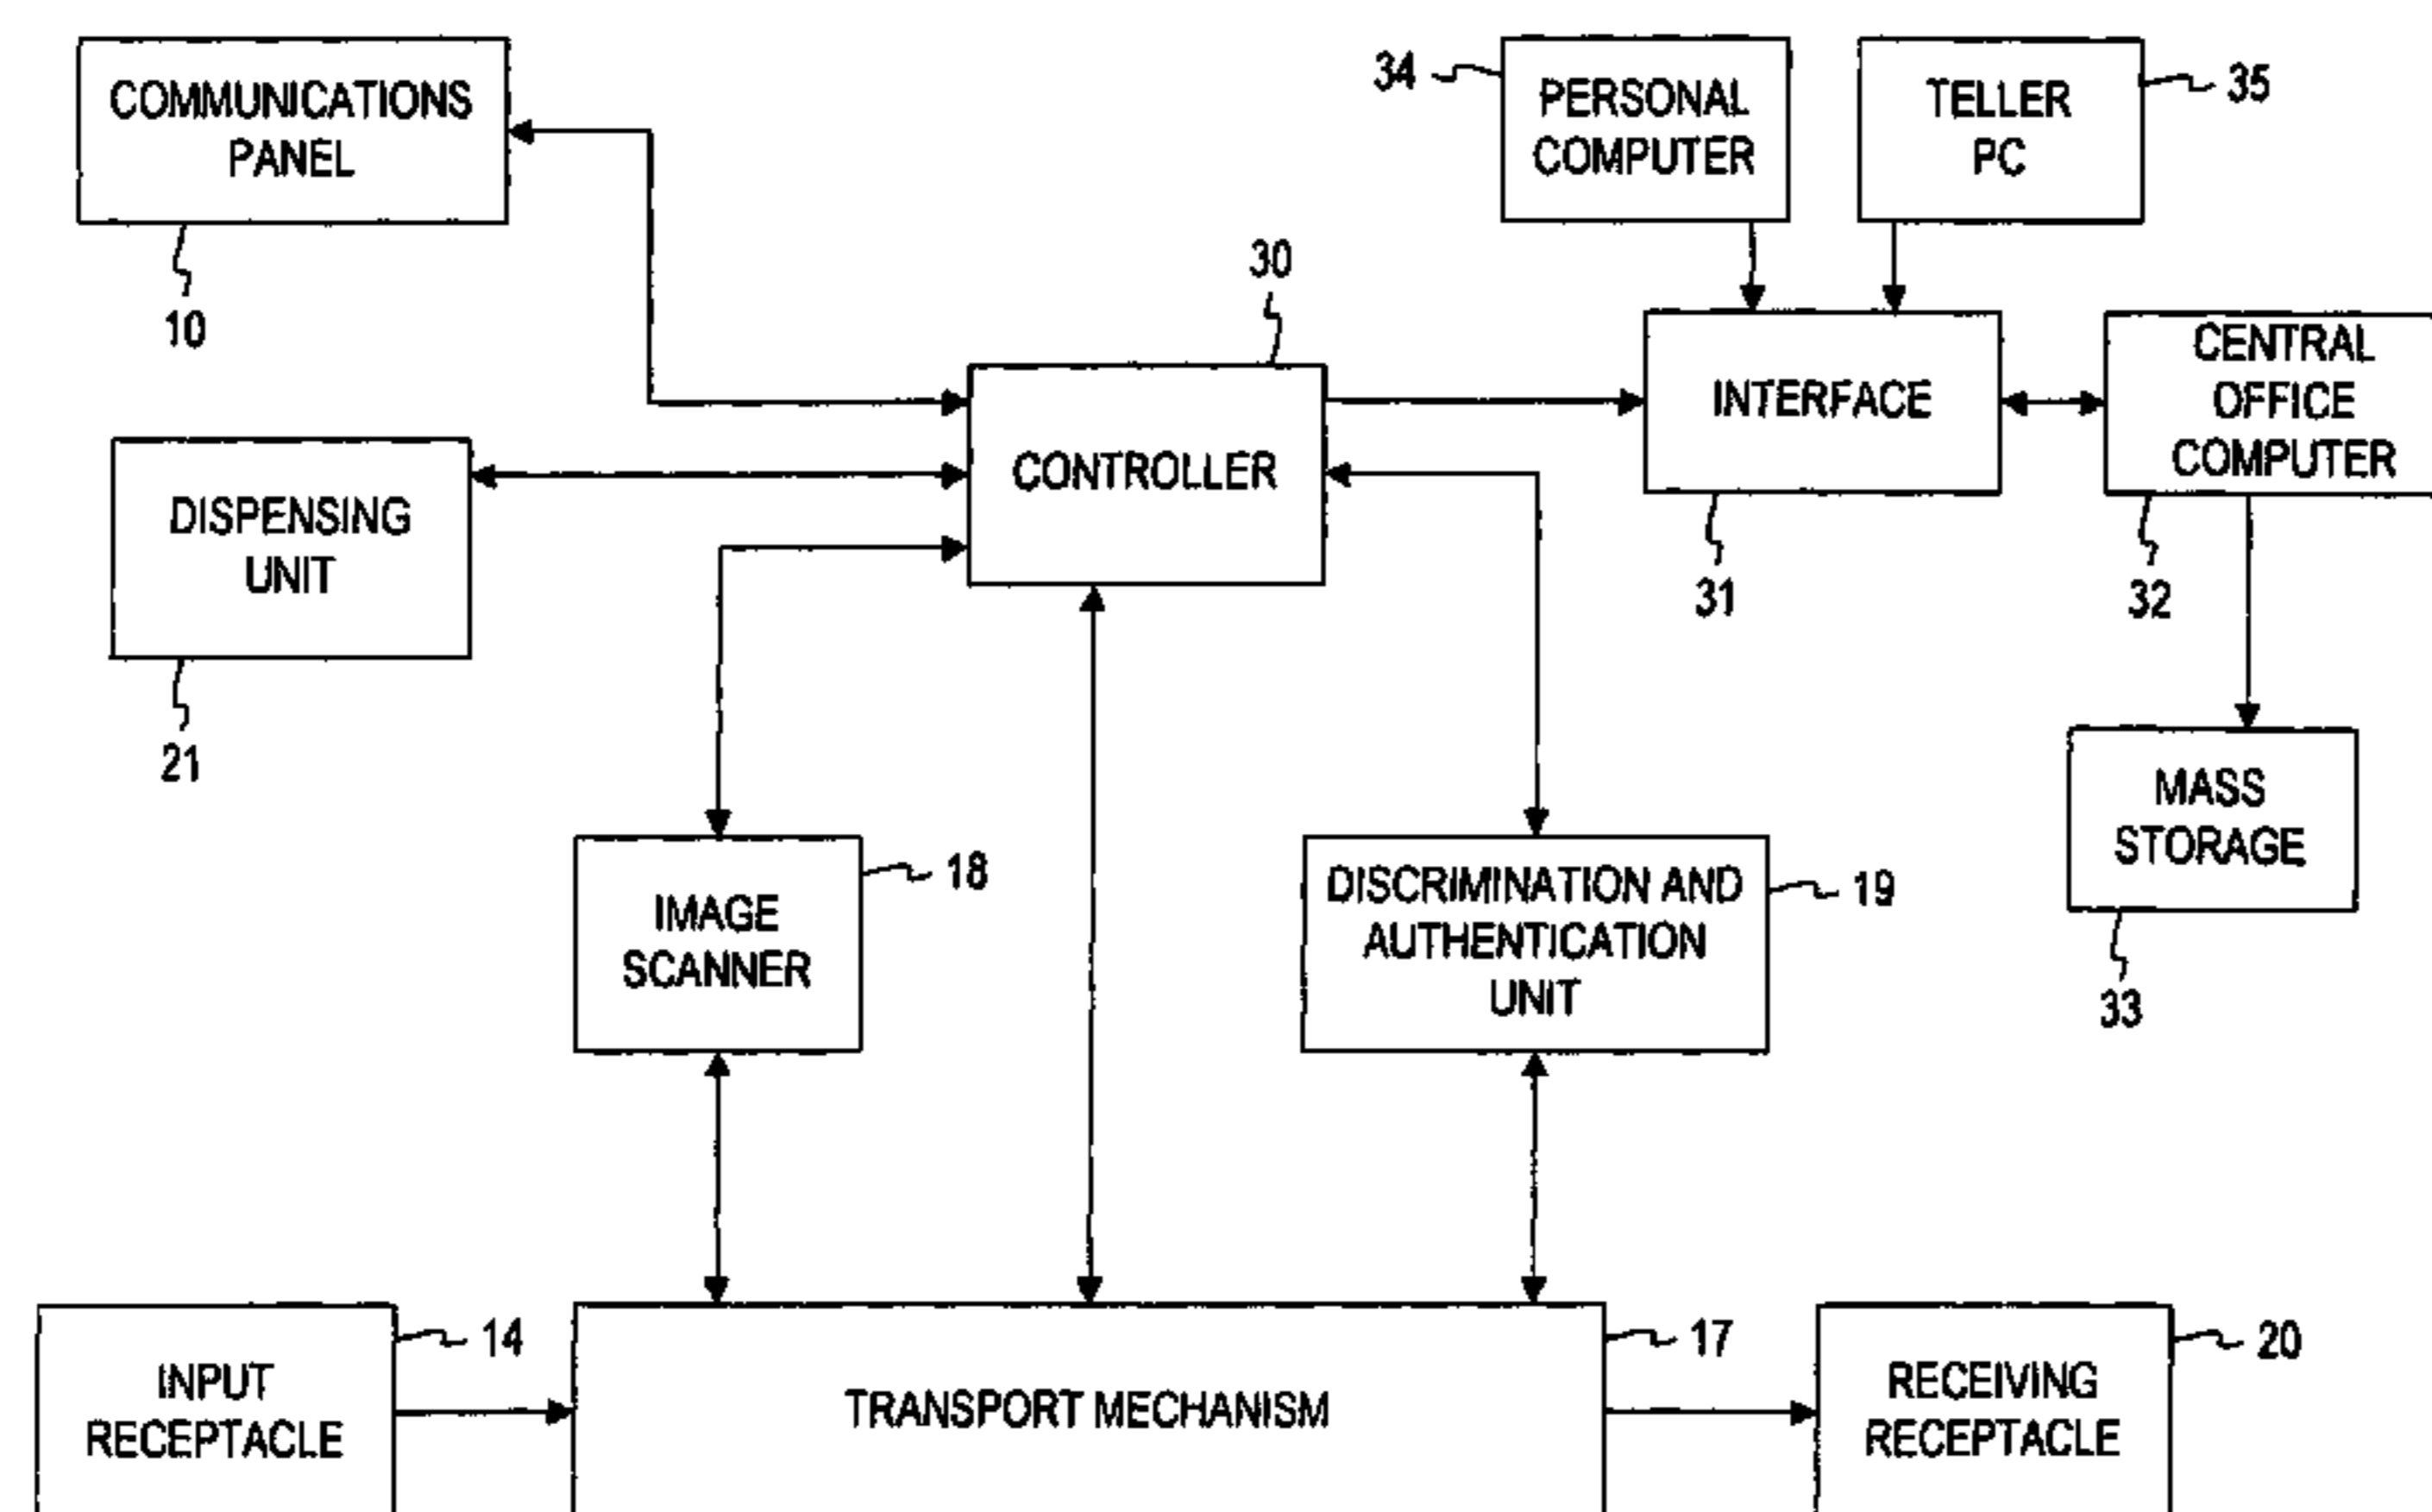 COMMUNICATIONS
PANEL
10
34
PERSONAL
COMPUTER
TELLER
PC
35
30
CONTROLLER
INTERFACE
31
CENTRAL
OFFICE
COMPUTER
32
DISPENSING
UNIT
21
MASS
STORAGE
33
IMAGE
SCANNER
18
DISCRIMINATION AND
AUTHENTICATION
UNIT
19
INPUT
RECEPTACLE
14
TRANSPORT MECHANISM
17
RECEIVING
RECEPTACLE
20